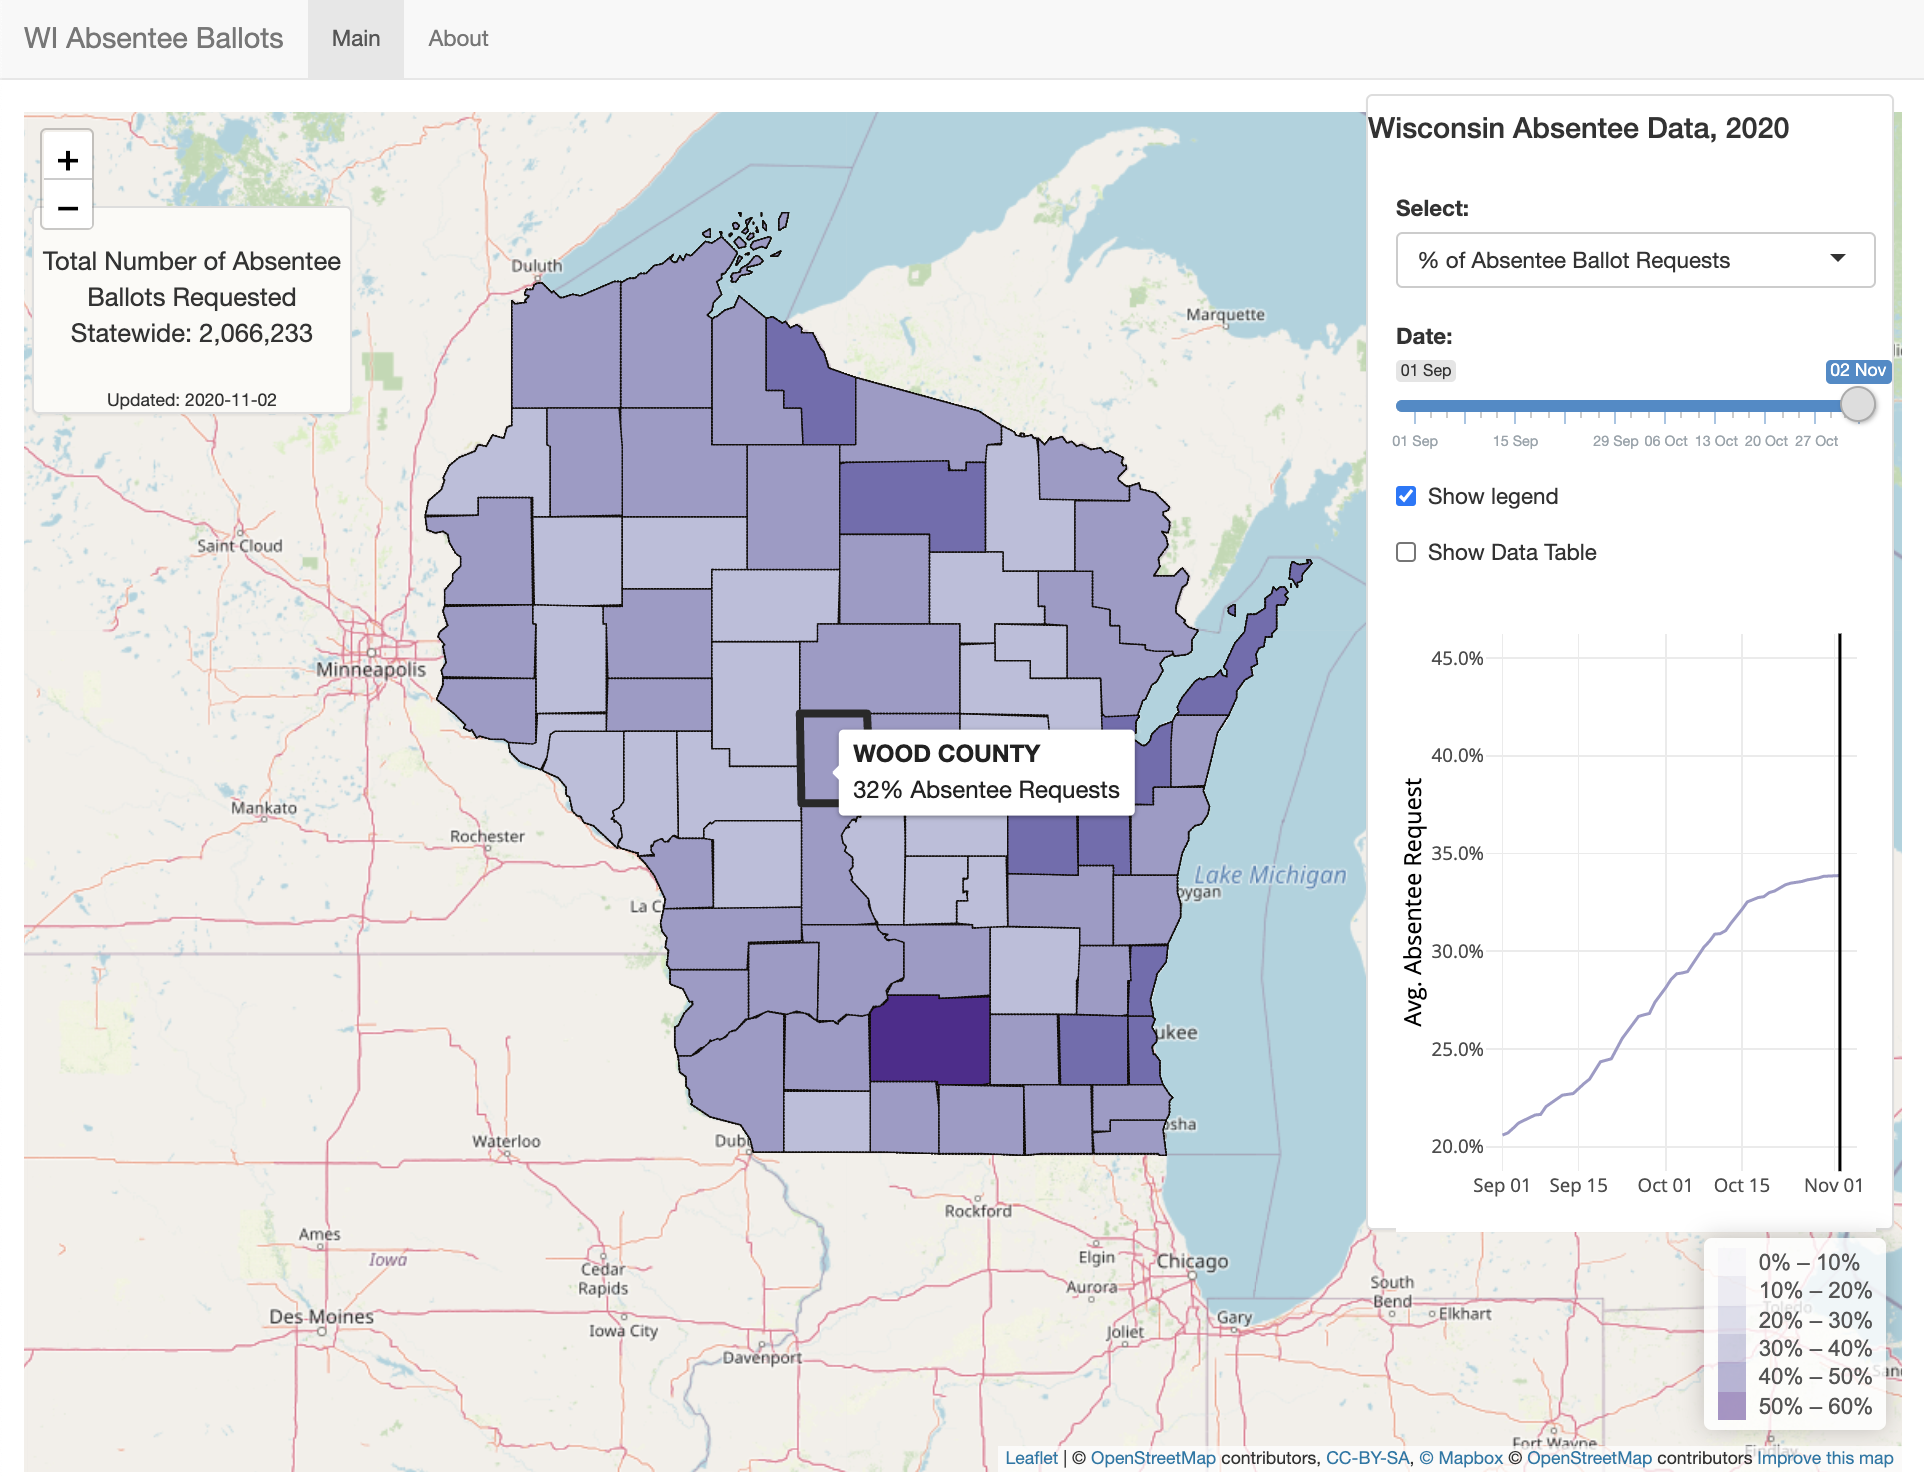 WI Absentee Ballots
Main
About
+
−
Total Number of Absentee
Ballots Requested
Statewide: 2,066,233
Updated: 2020-11-02
Wisconsin Absentee Data, 2020
Select:
% of Absentee Ballot Requests
Date:
01 Sep
02 Nov
01 Sep
15 Sep
29 Sep
06 Oct
13 Oct
20 Oct
27 Oct
Show legend
Show Data Table
45.0%
40.0%
35.0%
30.0%
25.0%
20.0%
Avg. Absentee Request
Sep 01
Sep 15
Oct 01
Oct 15
Nov 01
Duluth
Marquette
Saint Cloud
Minneapolis
WOOD COUNTY
32% Absentee Requests
Mankato
Rochester
Lake Michigan
oygan
La C
ukee
Waterloo
Dub
sha
Rockford
Ames
Iowa
Cedar
Rapids
Elgin
Chicago
Aurora
South
Bend
Elkhart
Des Moines
Iowa City
Gary
Joliet
Davenport
Toledo
Fort Wayne
Findlay
0% – 10%
10% – 20%
20% – 30%
30% – 40%
40% – 50%
50% – 60%
Leaflet | © OpenStreetMap contributors, CC-BY-SA, © Mapbox © OpenStreetMap contributors Improve this map